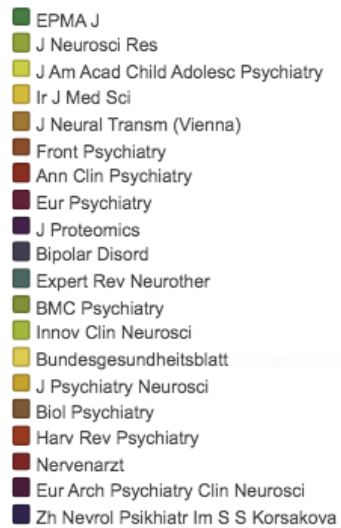 EPMA J
J Neurosci Res
J Am Acad Child Adolesc Psychiatry
Ir J Med Sci
J Neural Transm (Vienna)
Front Psychiatry
Ann Clin Psychiatry
Eur Psychiatry
J Proteomics
Bipolar Disord
Expert Rev Neurother
BMC Psychiatry
Innov Clin Neurosci
Bundesgesundheitsblatt
J Psychiatry Neurosci
Biol Psychiatry
Harv Rev Psychiatry
Nervenarzt
Eur Arch Psychiatry Clin Neurosci
Zh Nevrol Psikhiatr Im S S Korsakova